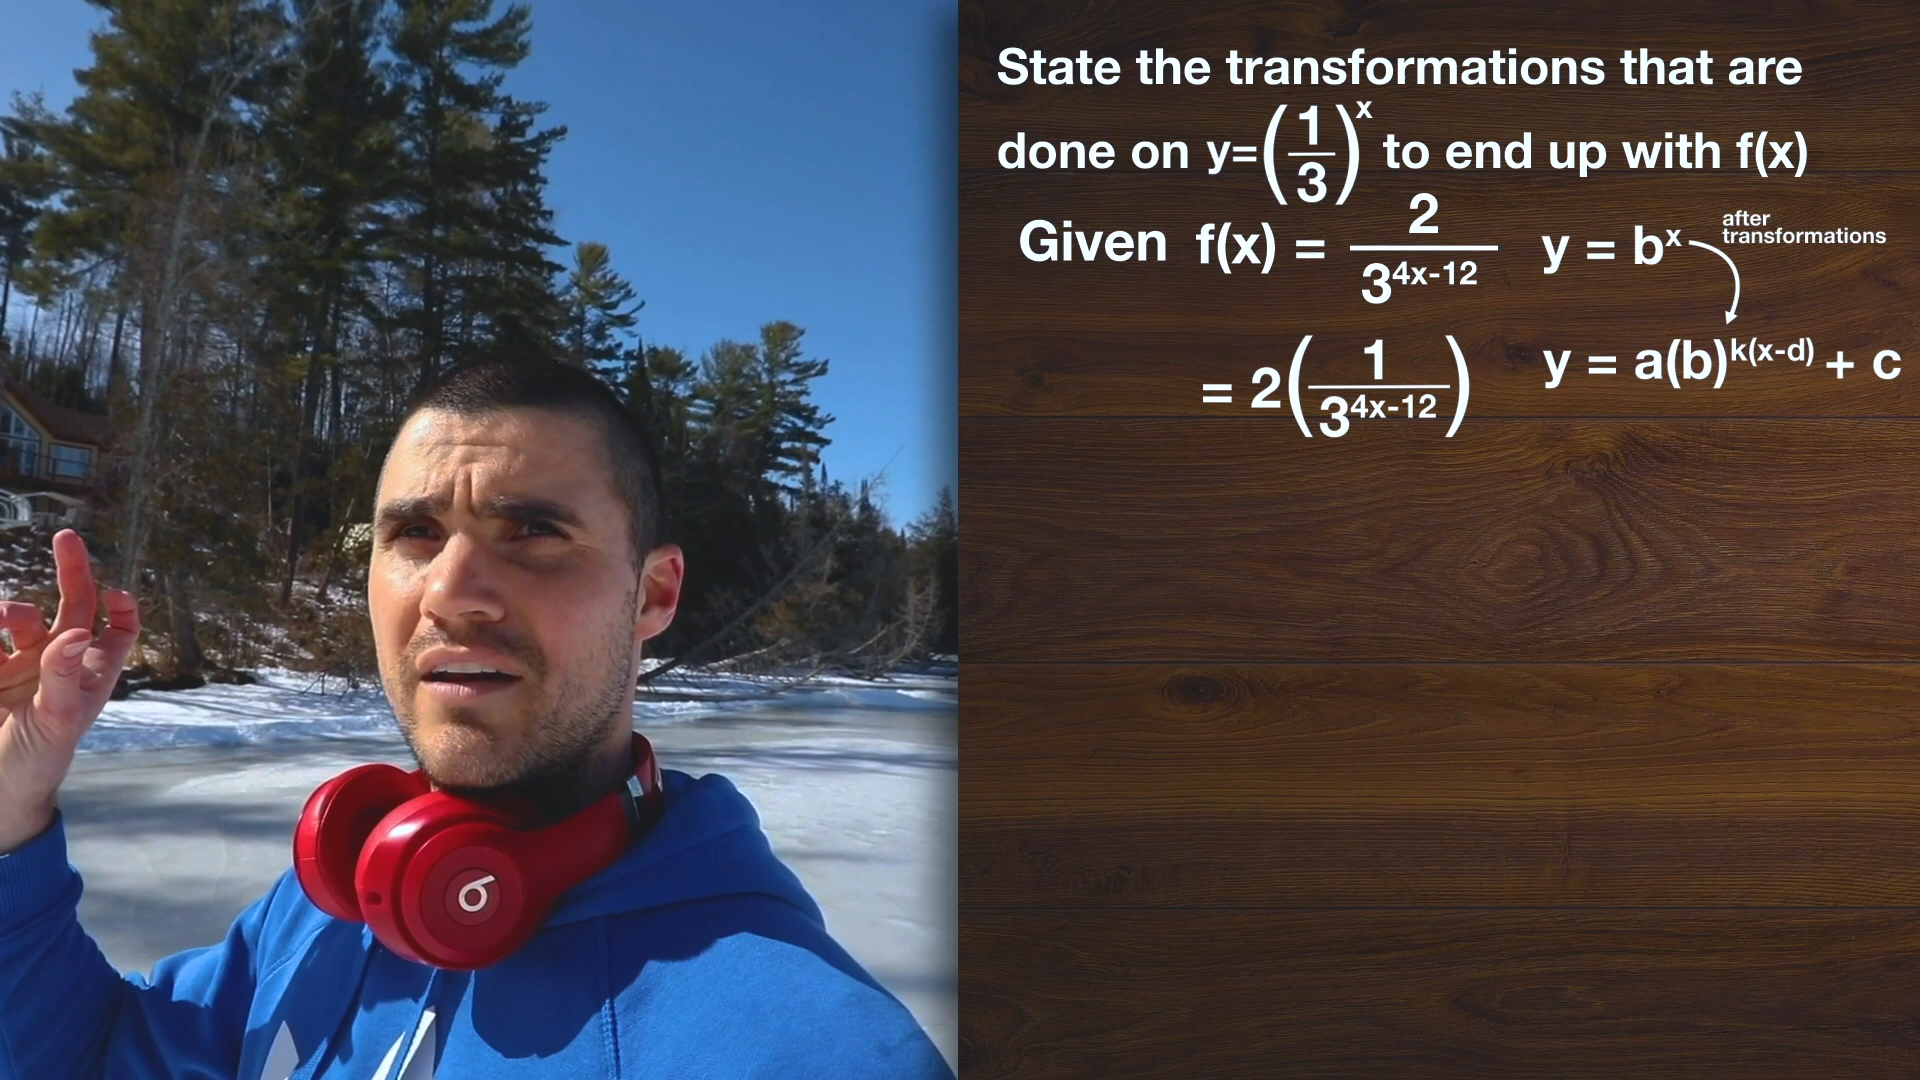 State the transformations that are
done on y=(1/3)^x to end up with f(x)
Given f(x) = 2/3^(4x-12)
y = b^x
after
transformations
= 2(1/3^(4x-12))
y = a(b)^k(x-d) + c